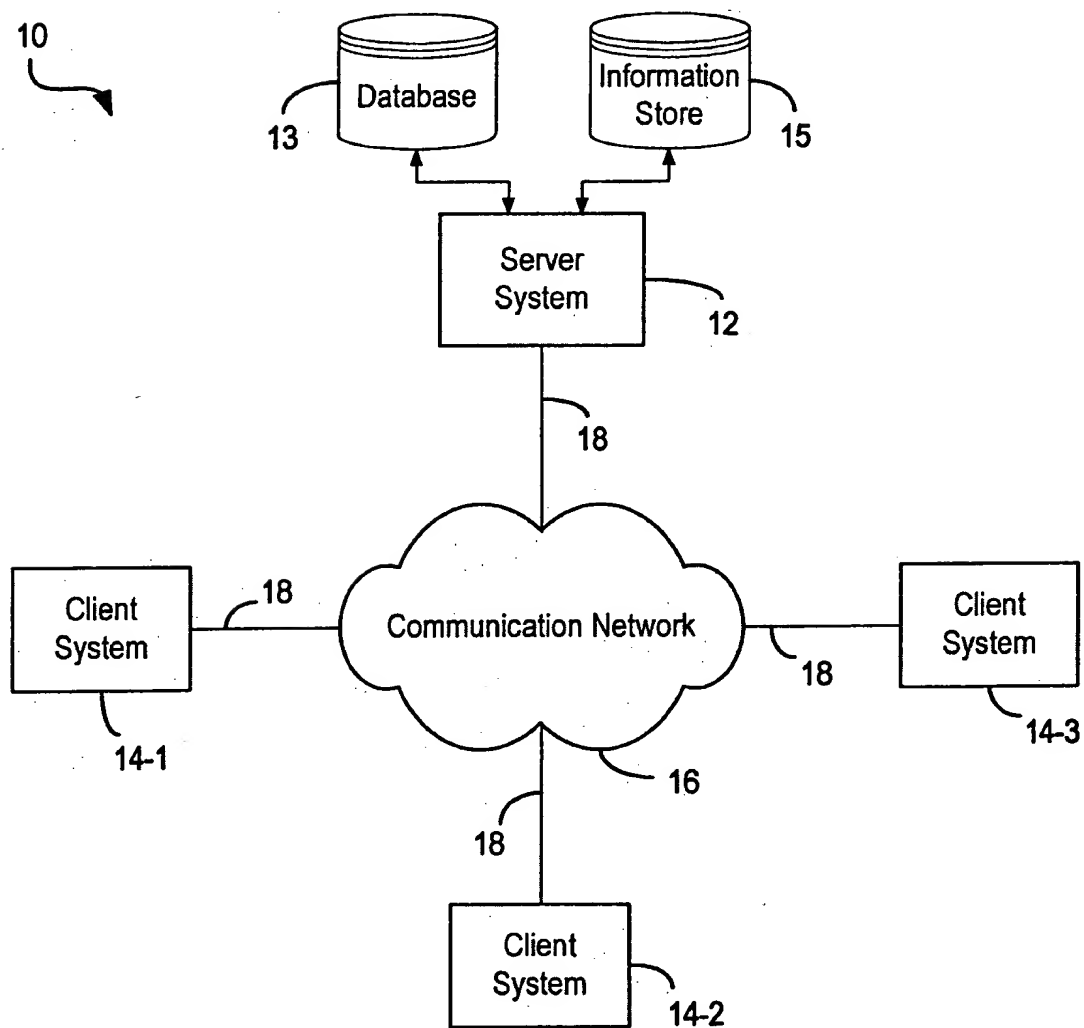 10
Database
Information
Store
13
15
Server
System
12
18
Client
System
18
Communication Network
Client
System
18
14-1
14-3
16
18
Client
System
14-2